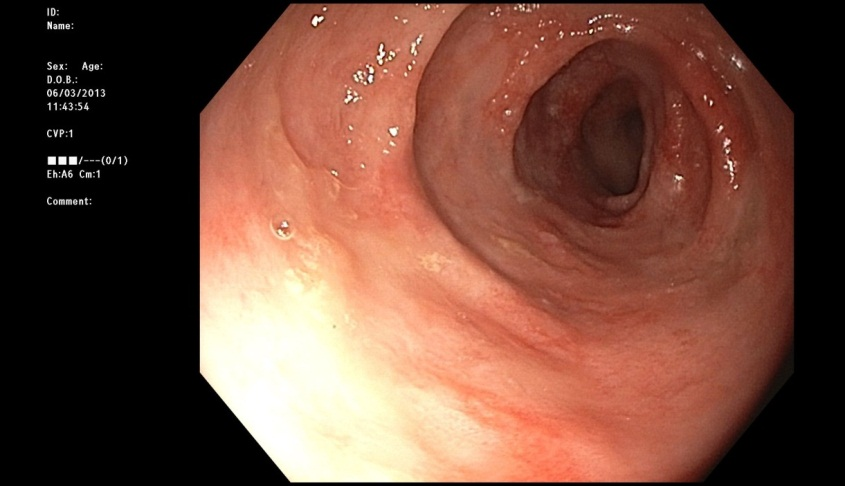 ID:
Name:
Sex: Age:
D.O.B.:
06/03/2013
11:43:54
CVP:1
■■■/---(0/1)
Eh:A6 Cm:1
Comment: